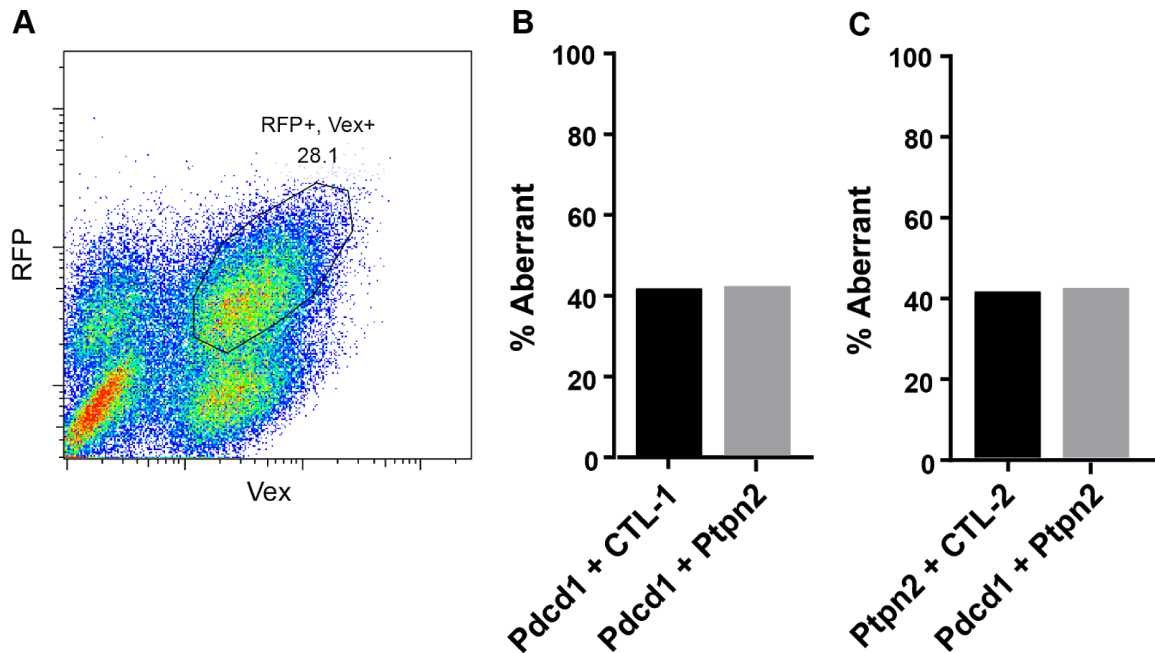 A
RFP+, Vex+
28.1
RFP
Vex
B
% Aberrant
100
80
60
40
20
0
Pdcd1 + CTL-1
Pdcd1 + Ptpn2
C
% Aberrant
100
80
60
40
20
0
Ptpn2 + CTL-2
Pdcd1 + Ptpn2